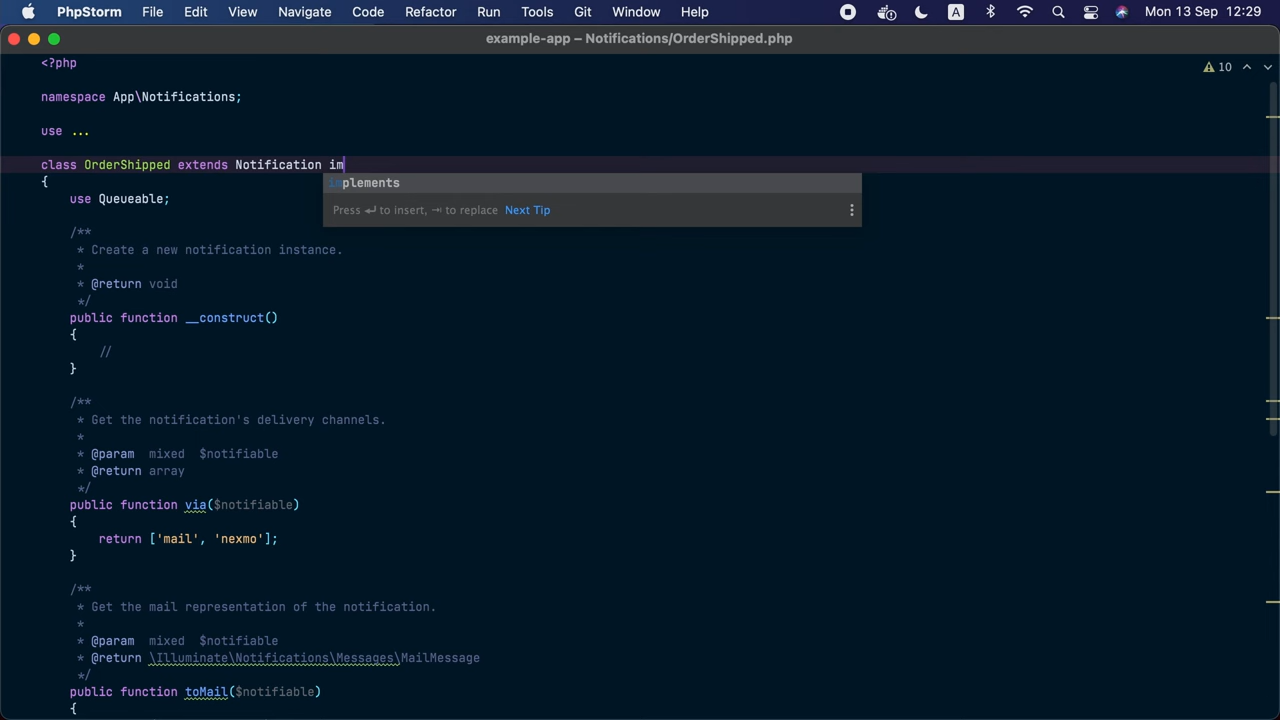 PhpStorm File Edit View Navigate Code Refactor Run Tools Git Window Help A Mon 13 Sep 12:29
example-app – Notifications/OrderShipped.php
<?php
10
namespace App\Notifications;
use ...
class OrderShipped extends Notification im
{
implements
use Queueable;
Press ↵ to insert, ⇥ to replace Next Tip
/**
* Create a new notification instance.
*
* @return void
*/
public function __construct()
{
//
}
/**
* Get the notification's delivery channels.
*
* @param mixed $notifiable
* @return array
*/
public function via($notifiable)
{
return ['mail', 'nexmo'];
}
/**
* Get the mail representation of the notification.
*
* @param mixed $notifiable
* @return \Illuminate\Notifications\Messages\MailMessage
*/
public function toMail($notifiable)
{